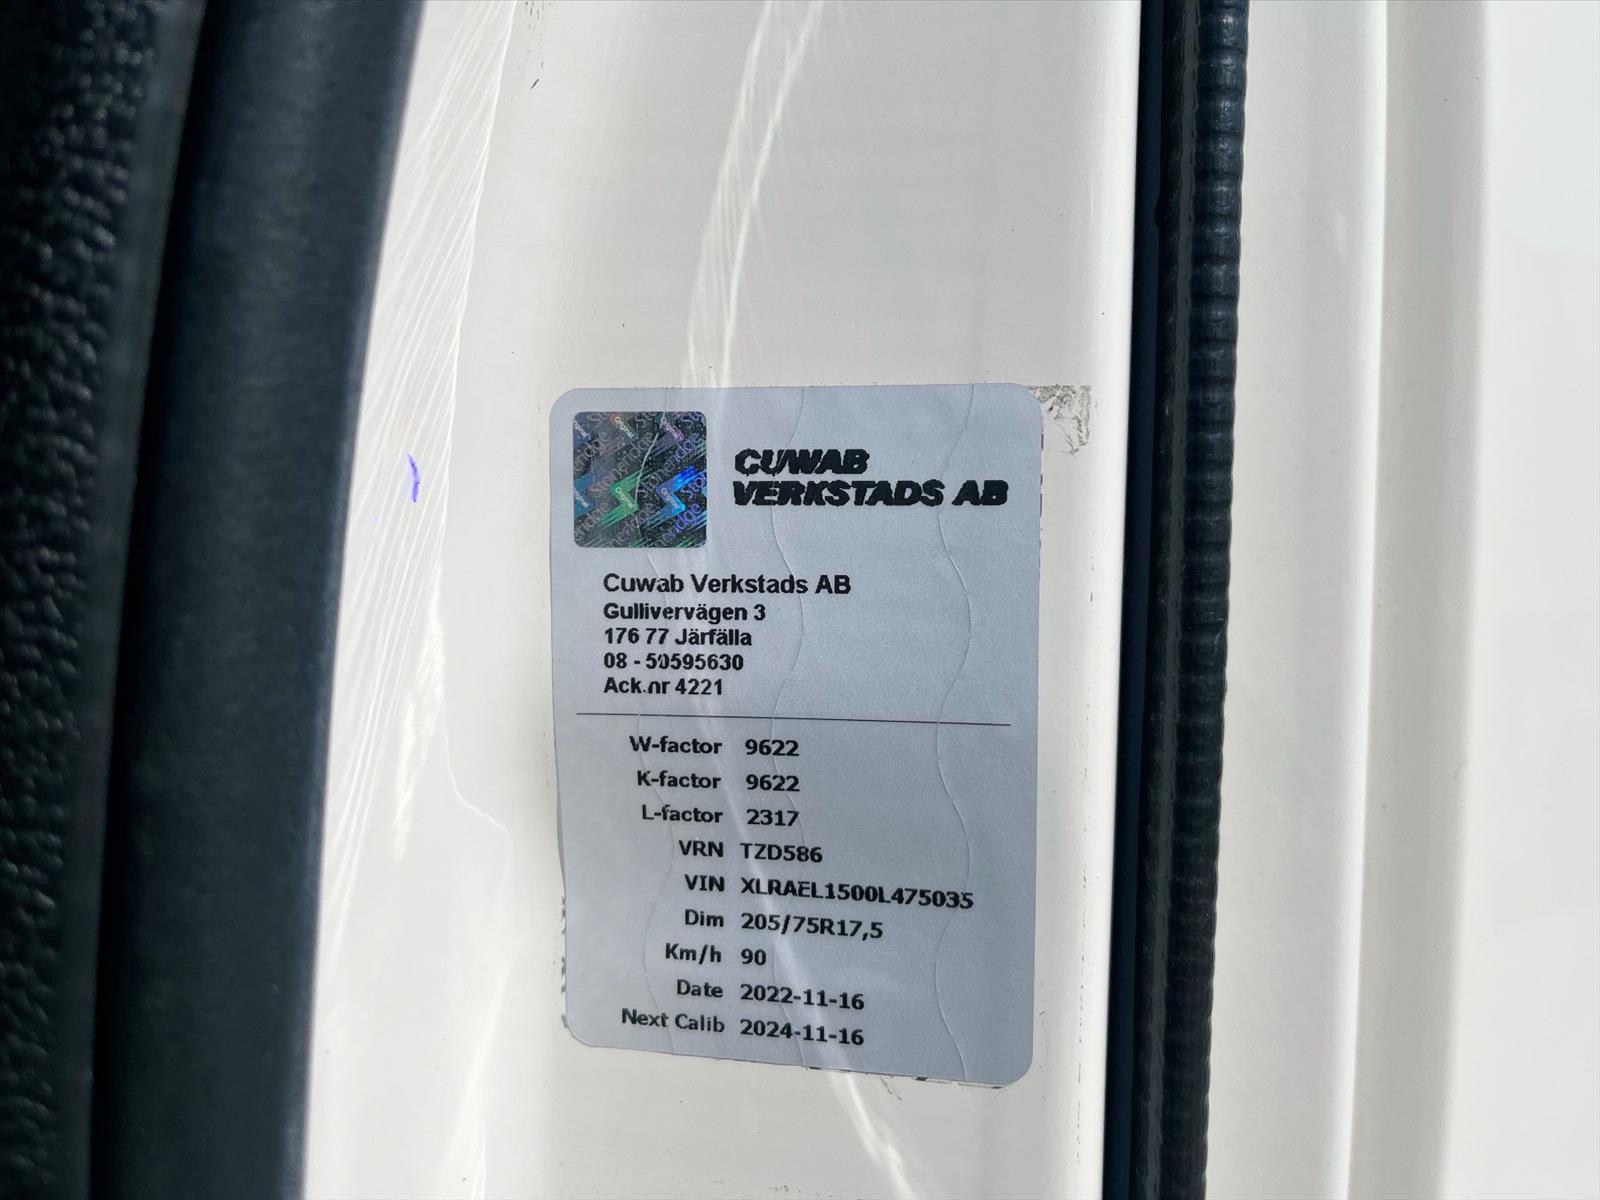 CUWAB
VERKSTADS AB
Stoneridge
Original
Cuwab Verkstads AB
Gullivervägen 3
176 77 Järfälla
08 - 50595630
Ack.nr 4221
W-factor 9622
K-factor 9622
L-factor 2317
VRN TZD586
VIN XLRAEL1500L475035
Dim 205/75R17,5
Km/h 90
Date 2022-11-16
Next Calib 2024-11-16